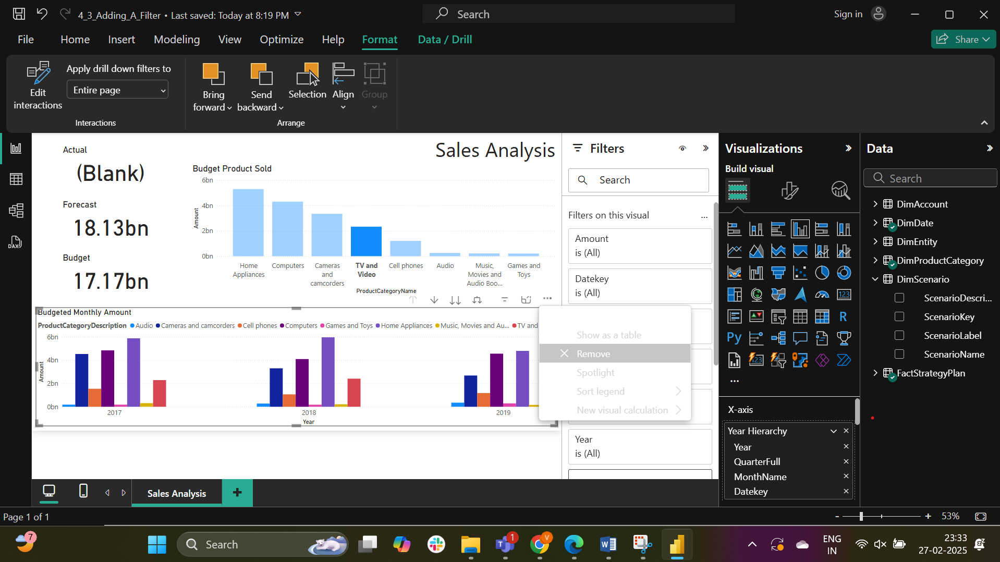 4_3_Adding_A_Filter • Last saved: Today at 8:19 PM
Search
Sign in
File
Home
Insert
Modeling
View
Optimize
Help
Format
Data / Drill
Share
Edit
interactions
Apply drill down filters to
Entire page
Interactions
Bring
forward
Send
backward
Selection
Align
Group
Arrange
Actual
(Blank)
Forecast
18.13bn
Budget
17.17bn
Sales Analysis
Budget Product Sold
6bn
4bn
2bn
0bn
Amount
Home
Appliances
Computers
Cameras
and
camcorders
TV and
Video
Cell phones
Audio
Music,
Movies and
Audio Boo...
Games and
Toys
ProductCategoryName
Budgeted Monthly Amount
ProductCategoryDescription Audio Cameras and camcorders Cell phones Computers Games and Toys Home Appliances Music, Movies and Au... TV and
6bn
4bn
2bn
0bn
Amount
2017
2018
2019
Year
Show as a table
Remove
Spotlight
Sort legend
New visual calculation
Filters
Search
Filters on this visual
...
Amount
is (All)
Datekey
is (All)
Year
is (All)
Visualizations
Build visual
123
R
Py
123
...
X-axis
Year Hierarchy
Year
QuarterFull
MonthName
Datekey
Data
Search
DimAccount
DimDate
DimEntity
DimProductCategory
DimScenario
ScenarioDescri...
ScenarioKey
ScenarioLabel
ScenarioName
FactStrategyPlan
DAX
Sales Analysis
Page 1 of 1
53%
7
Search
1
V
ENG
IN
23:33
27-02-2025